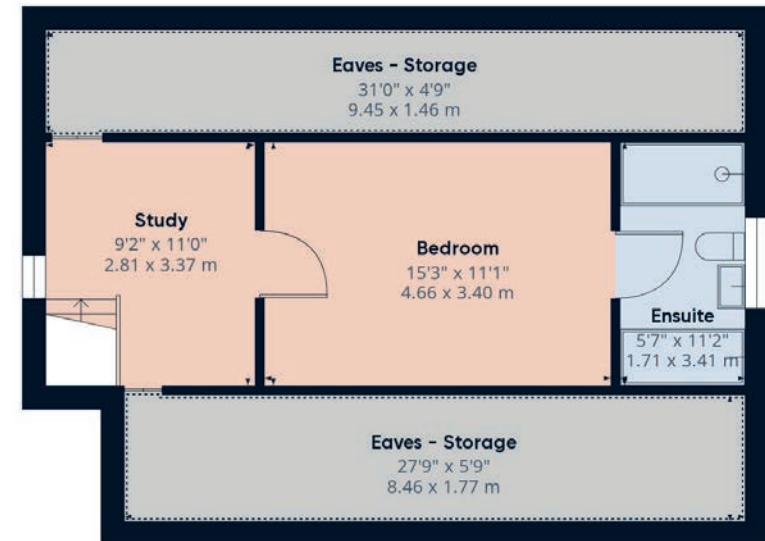 Eaves - Storage
31'0" x 4'9"
9.45 x 1.46 m
Study
9'2" x 11'0"
2.81 x 3.37 m
Bedroom
15'3" x 11'1"
4.66 x 3.40 m
Ensuite
5'7" x 11'2"
1.71 x 3.41 m
Eaves - Storage
27'9" x 5'9"
8.46 x 1.77 m